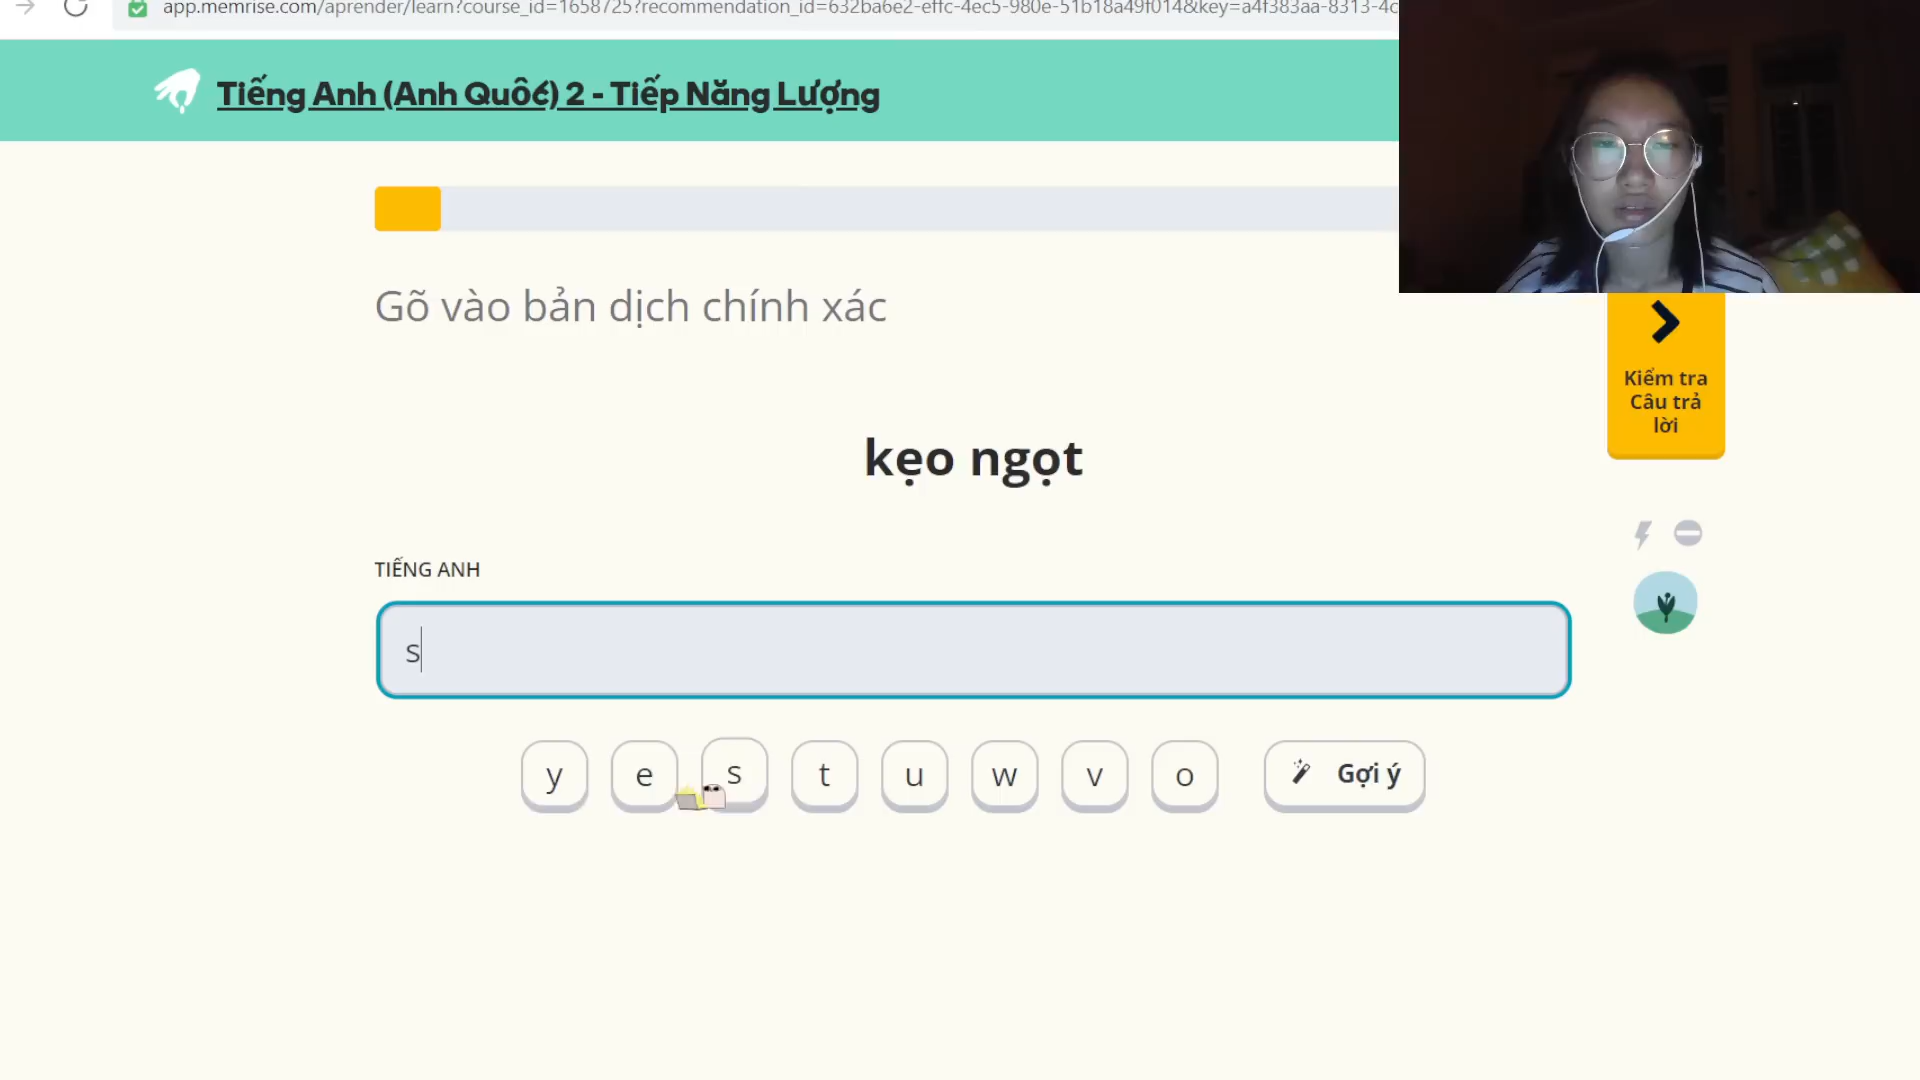 app.memrise.com/aprender/learn?course_id=1658725?recommendation_id=632ba6e2-effc-4ec5-980e-51b18a49f014&key=a4f383aa-8313-4c
Tiếng Anh (Anh Quốc) 2 - Tiếp Năng Lượng
Gõ vào bản dịch chính xác
Kiểm tra
Câu trả
lời
kẹo ngọt
TIẾNG ANH
s
y e s t u w v o Gợi ý